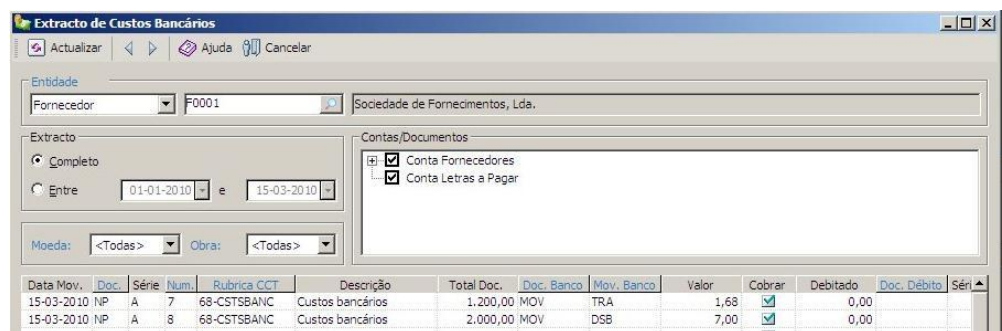 Extracto de Custos Bancários
Actualizar Ajuda Cancelar
Entidade
Fornecedor F0001 Sociedade de Fornecimentos, Lda.
Extracto Contas/Documentos
Completo Conta Fornecedores
Entre 01-01-2010 e 15-03-2010 Conta Letras a Pagar
Moeda: <Todas> Obra: <Todas>
Data Mov. Doc. Série Num. Rubrica CCT Descrição Total Doc. Doc. Banco Mov. Banco Valor Cobrar Debitado Doc. Débito Séri
15-03-2010 NP A 7 68-CSTSBANC Custos bancários 1.200,00 MOV TRA 1,68 0,00
15-03-2010 NP A 8 68-CSTSBANC Custos bancários 2.000,00 MOV DSB 7,00 0,00